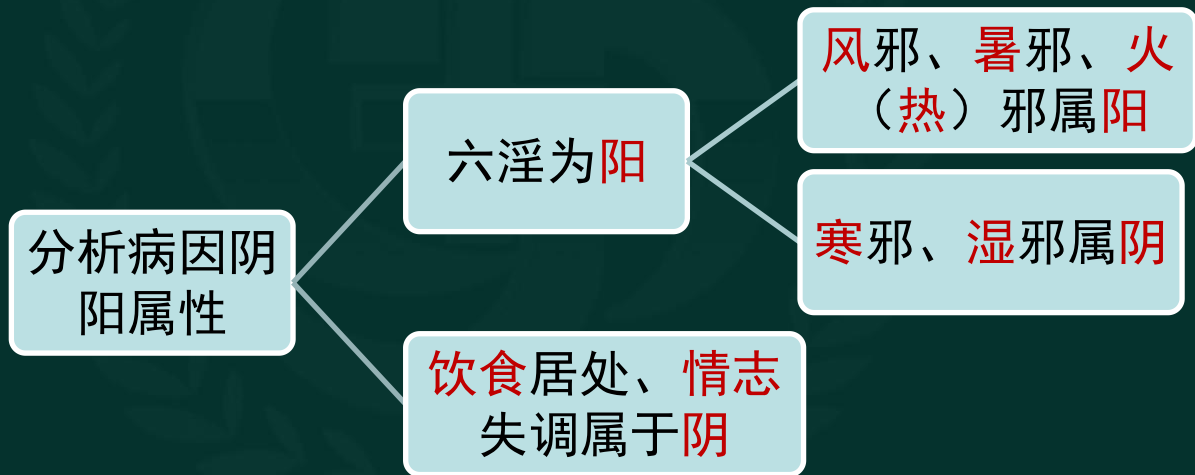 分析病因阴
阳属性
六淫为阳
风邪、暑邪、火
（热）邪属阳
寒邪、湿邪属阴
饮食居处、情志
失调属于阴